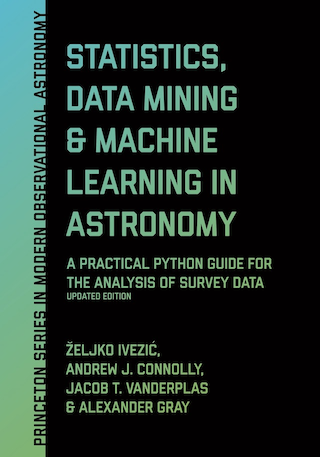 PRINCETON SERIES IN MODERN OBSERVATIONAL ASTRONOMY
STATISTICS,
DATA MINING
& MACHINE
LEARNING IN
ASTRONOMY
A PRACTICAL PYTHON GUIDE FOR
THE ANALYSIS OF SURVEY DATA
UPDATED EDITION
ŽELJKO IVEZIĆ,
ANDREW J. CONNOLLY,
JACOB T. VANDERPLAS
& ALEXANDER GRAY